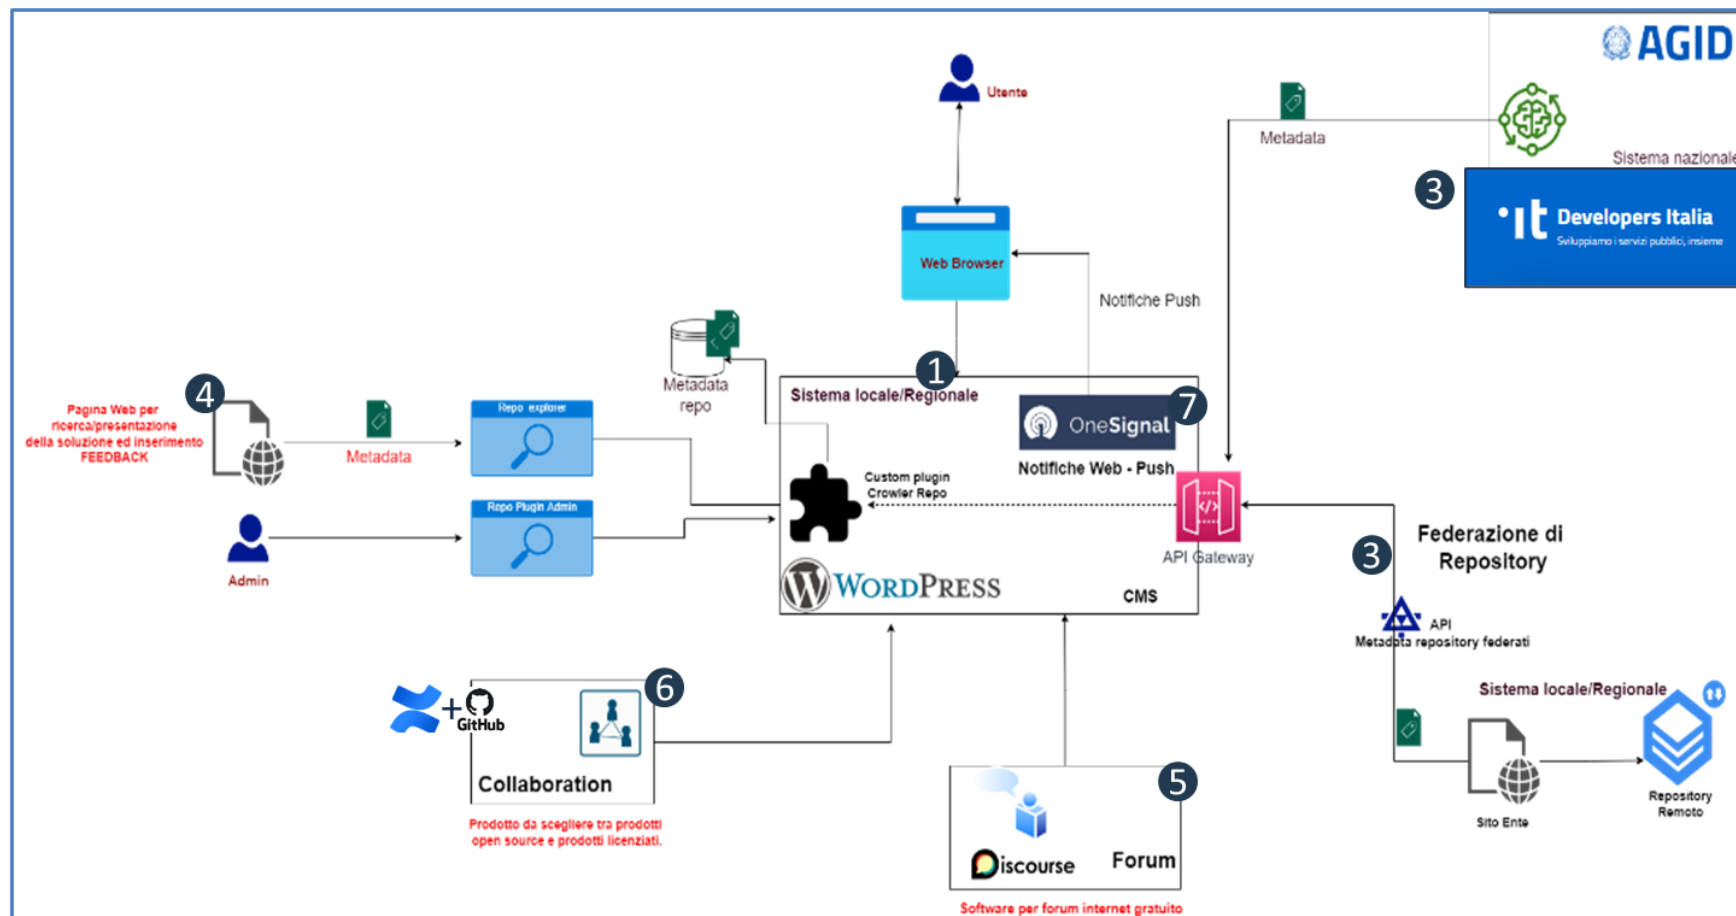 AGID
Utente
Metadata
Sistema nazionale
3
Developers Italia
Sviluppiamo i servizi pubblici, insieme
Web Browser
Notifiche Push
Metadata
repo
1
Sistema locale/Regionale
7
OneSignal
Notifiche Web - Push
4
Pagina Web per
ricerca/presentazione
della soluzione ed inserimento
FEEDBACK
Metadata
Repo explorer
Custom plugin
Crowler Repo
Repo Plugin Admin
Admin
API Gateway
WORDPRESS
CMS
Federazione di
Repository
3
API
Metadata repository federati
6
+
GitHub
Collaboration
Prodotto da scegliere tra prodotti
open source e prodotti licenziati.
5
Discourse
Forum
Software per forum internet gratuito
Sistema locale/Regionale
Sito Ente
Repository
Remoto